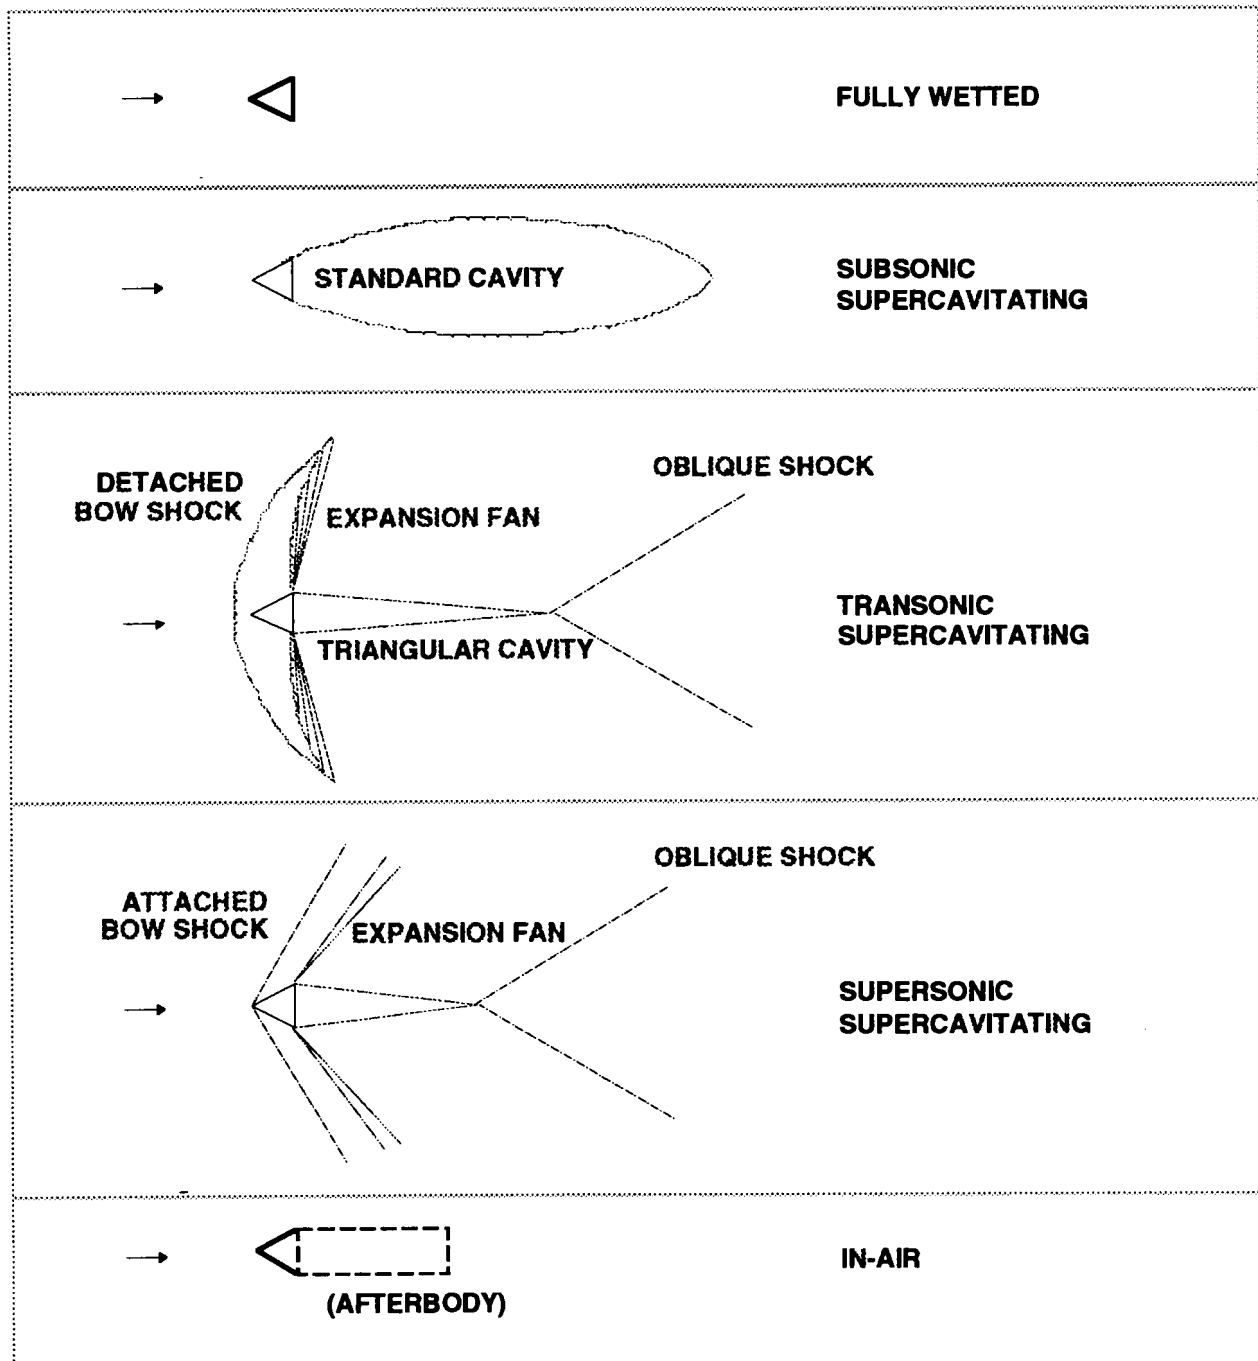 FULLY WETTED
STANDARD CAVITY
SUBSONIC
SUPERCAVITATING
DETACHED
BOW SHOCK
EXPANSION FAN
OBLIQUE SHOCK
TRIANGULAR CAVITY
TRANSONIC
SUPERCAVITATING
ATTACHED
BOW SHOCK
EXPANSION FAN
OBLIQUE SHOCK
SUPERSONIC
SUPERCAVITATING
(AFTERBODY)
IN-AIR